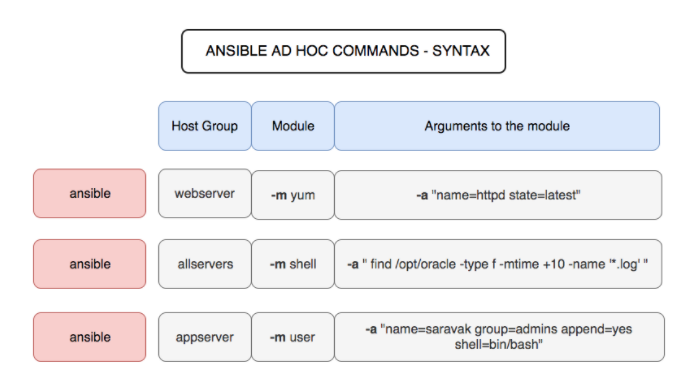 ANSIBLE AD HOC COMMANDS - SYNTAX
Host Group Module Arguments to the module
ansible webserver -m yum -a "name=httpd state=latest"
ansible allservers -m shell -a " find /opt/oracle -type f -mtime +10 -name '*.log' "
ansible appserver -m user -a "name=saravak group=admins append=yes
shell=bin/bash"